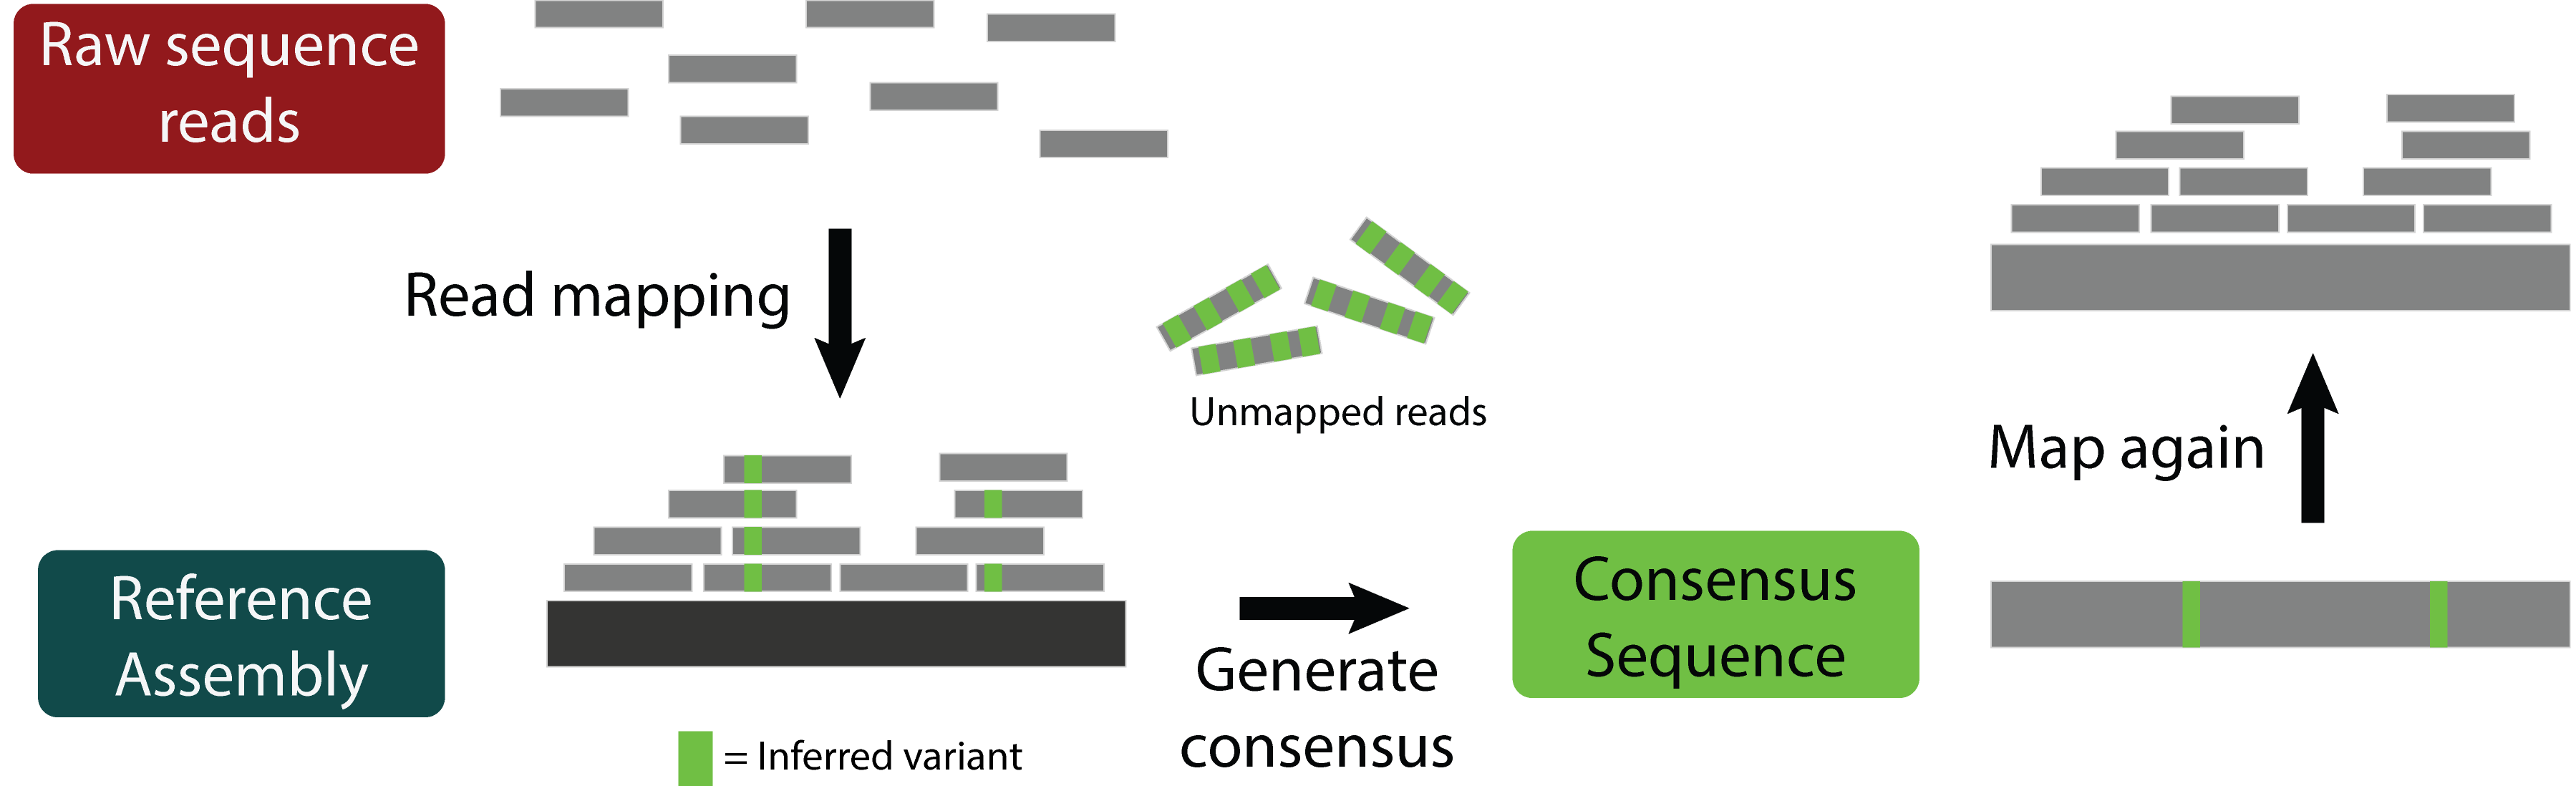 Raw sequence
reads
Read mapping
Unmapped reads
Map again
Reference
Assembly
Generate
consensus
Consensus
Sequence
= Inferred variant